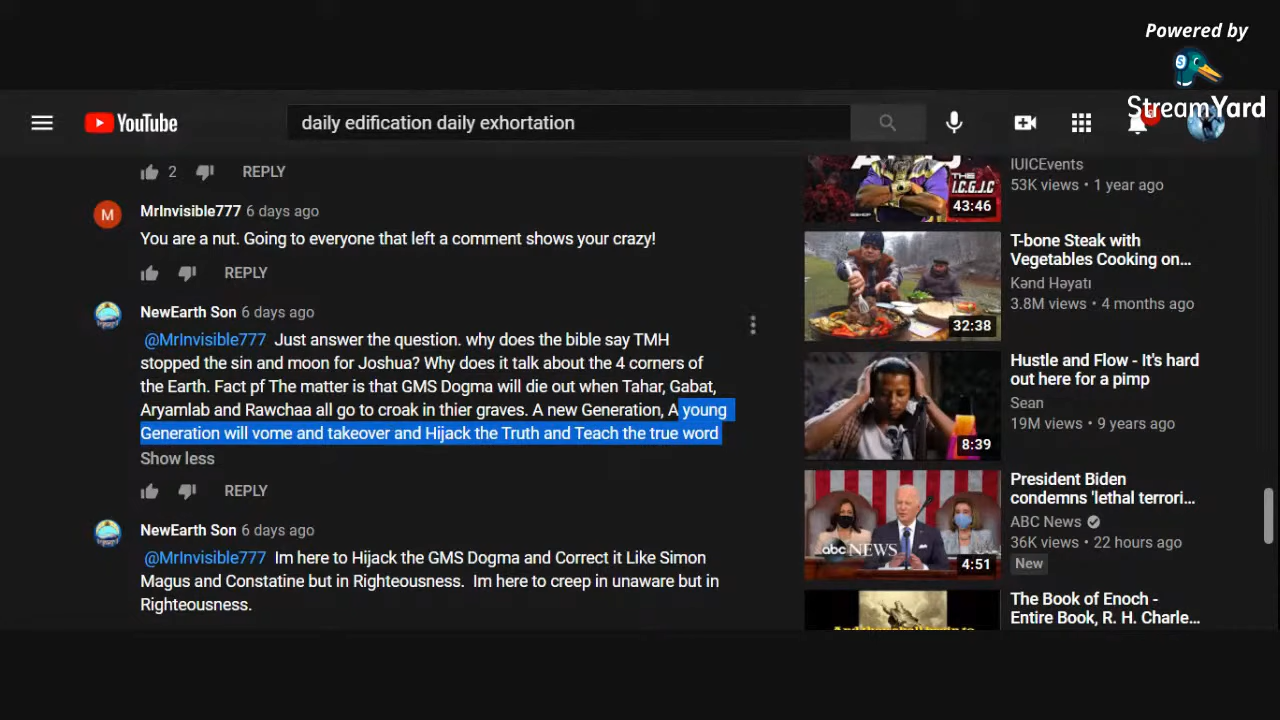 Powered by
StreamYard
YouTube
daily edification daily exhortation
2 REPLY
M
MrInvisible777 6 days ago
You are a nut. Going to everyone that left a comment shows your crazy!
REPLY
NewEarth Son 6 days ago
@MrInvisible777 Just answer the question. why does the bible say TMH
stopped the sin and moon for Joshua? Why does it talk about the 4 corners of
the Earth. Fact pf The matter is that GMS Dogma will die out when Tahar, Gabat,
Aryamlab and Rawchaa all go to croak in thier graves. A new Generation, A young
Generation will vome and takeover and Hijack the Truth and Teach the true word
Show less
REPLY
NewEarth Son 6 days ago
@MrInvisible777 Im here to Hijack the GMS Dogma and Correct it Like Simon
Magus and Constatine but in Righteousness. Im here to creep in unaware but in
Righteousness.
THE
I.C.G.J.C
43:46
IUICEvents
53K views • 1 year ago
32:38
T-bone Steak with
Vegetables Cooking on...
Kənd Həyatı
3.8M views • 4 months ago
8:39
Hustle and Flow - It's hard
out here for a pimp
Sean
19M views • 9 years ago
abc NEWS
4:51
President Biden
condemns 'lethal terrori...
ABC News
36K views • 22 hours ago
New
The Book of Enoch -
Entire Book, R. H. Charle...